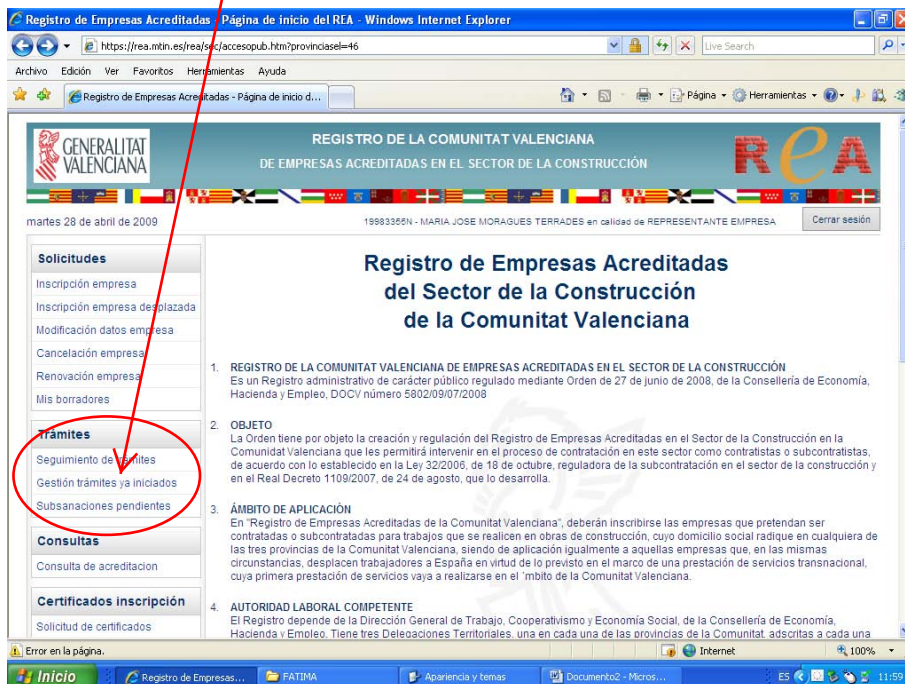 Registro de Empresas Acreditadas - Página de inicio del REA - Windows Internet Explorer
https://rea.mtin.es/rea/sec/accesopub.htm?provinciasel=46
Live Search
Archivo Edición Ver Favoritos Herramientas Ayuda
Registro de Empresas Acreditadas - Página de inicio d...
Página Herramientas
GENERALITAT
VALENCIANA
REGISTRO DE LA COMUNITAT VALENCIANA
DE EMPRESAS ACREDITADAS EN EL SECTOR DE LA CONSTRUCCIÓN
ReA
martes 28 de abril de 2009
19983355N - MARIA JOSE MORAGUES TERRADES en calidad de REPRESENTANTE EMPRESA
Cerrar sesión
Solicitudes
Inscripción empresa
Inscripción empresa desplazada
Modificación datos empresa
Cancelación empresa
Renovación empresa
Mis borradores
Trámites
Seguimiento de trámites
Gestión trámites ya iniciados
Subsanaciones pendientes
Consultas
Consulta de acreditacion
Certificados inscripción
Solicitud de certificados
Registro de Empresas Acreditadas
del Sector de la Construcción
de la Comunitat Valenciana
1. REGISTRO DE LA COMUNITAT VALENCIANA DE EMPRESAS ACREDITADAS EN EL SECTOR DE LA CONSTRUCCIÓN
Es un Registro administrativo de carácter público regulado mediante Orden de 27 de junio de 2008, de la Consellería de Economía,
Hacienda y Empleo, DOCV número 5802/09/07/2008
2. OBJETO
La Orden tiene por objeto la creación y regulación del Registro de Empresas Acreditadas en el Sector de la Construcción en la
Comunidat Valenciana que les permitirá intervenir en el proceso de contratación en este sector como contratistas o subcontratistas,
de acuerdo con lo establecido en la Ley 32/2006, de 18 de octubre, reguladora de la subcontratación en el sector de la construcción y
en el Real Decreto 1109/2007, de 24 de agosto, que lo desarrolla.
3. ÁMBITO DE APLICACIÓN
En "Registro de Empresas Acreditadas de la Comunitat Valenciana", deberán inscribirse las empresas que pretendan ser
contratadas o subcontratadas para trabajos que se realicen en obras de construcción, cuyo domicilio social radique en cualquiera de
las tres provincias de la Comunitat Valenciana, siendo de aplicación igualmente a aquellas empresas que, en las mismas
circunstancias, desplacen trabajadores a España en virtud de lo previsto en el marco de una prestación de servicios transnacional,
cuya primera prestación de servicios vaya a realizarse en el ´mbito de la Comunitat Valenciana.
4. AUTORIDAD LABORAL COMPETENTE
El Registro depende de la Dirección General de Trabajo, Cooperativismo y Economía Social, de la Consellería de Economía,
Hacienda y Empleo. Tiene tres Delegaciones Territoriales, una en cada una de las provincias de la Comunitat, adscritas a cada una
Error en la página.
Internet
100%
Inicio
Registro de Empresas...
FATIMA
Apariencia y temas
Documento2 - Micros...
ES
11:59